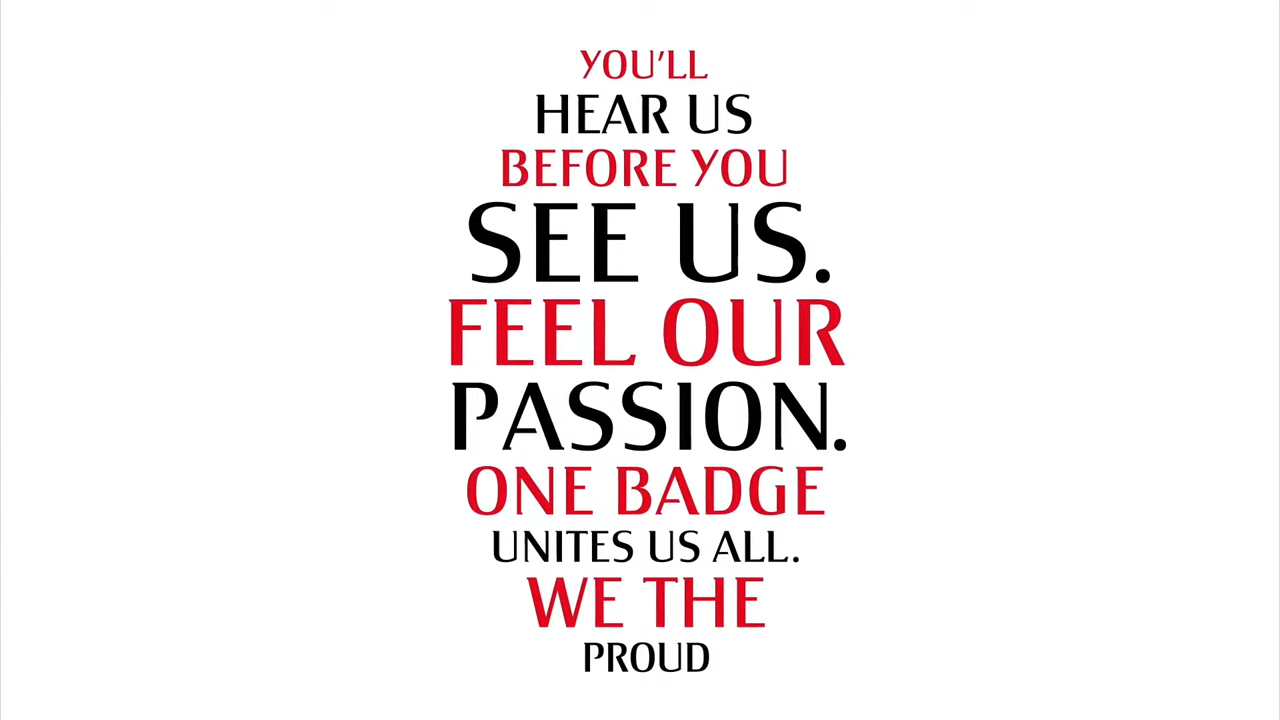 YOU'LL
HEAR US
BEFORE YOU
SEE US.
FEEL OUR
PASSION.
ONE BADGE
UNITES US ALL.
WE THE
PROUD